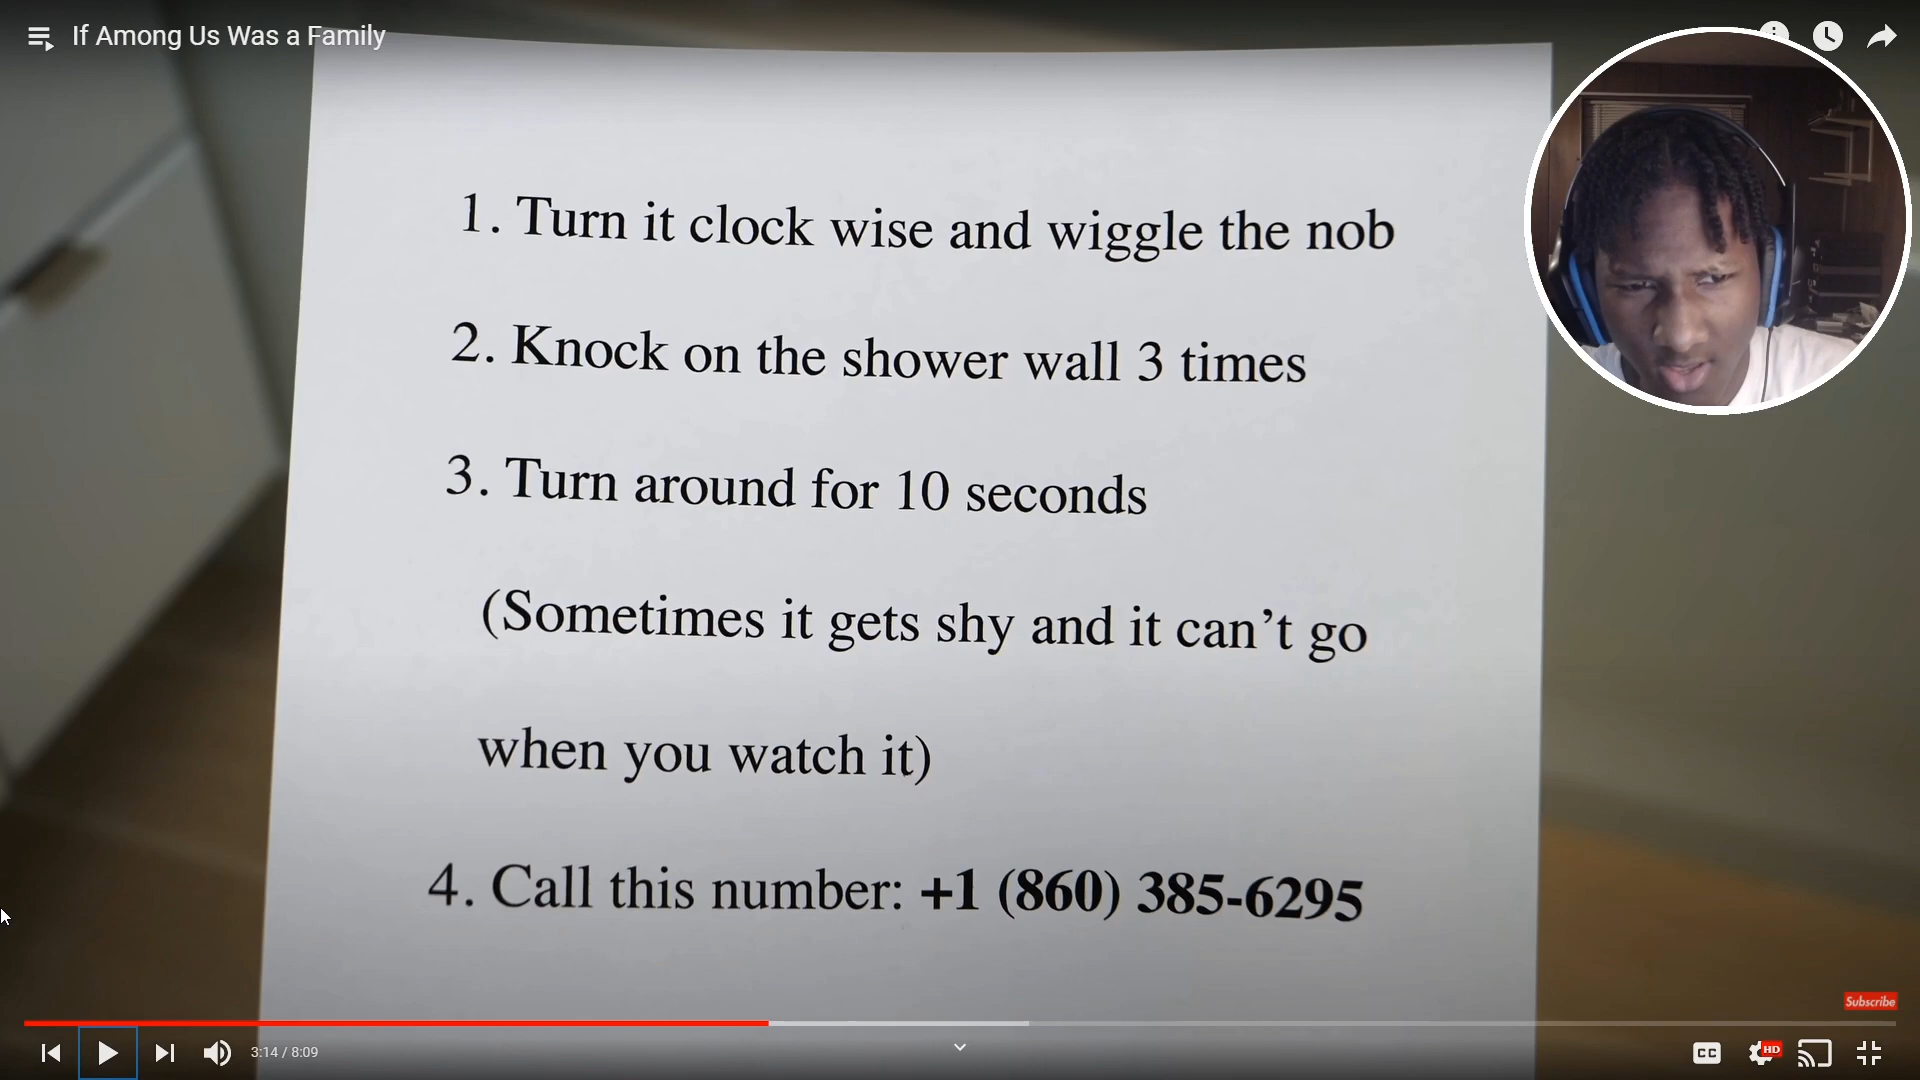 If Among Us Was a Family
1. Turn it clock wise and wiggle the nob
2. Knock on the shower wall 3 times
3. Turn around for 10 seconds
(Sometimes it gets shy and it can't go
when you watch it)
4. Call this number: +1 (860) 385-6295
Subscribe
3:14 / 8:09
CC
HD